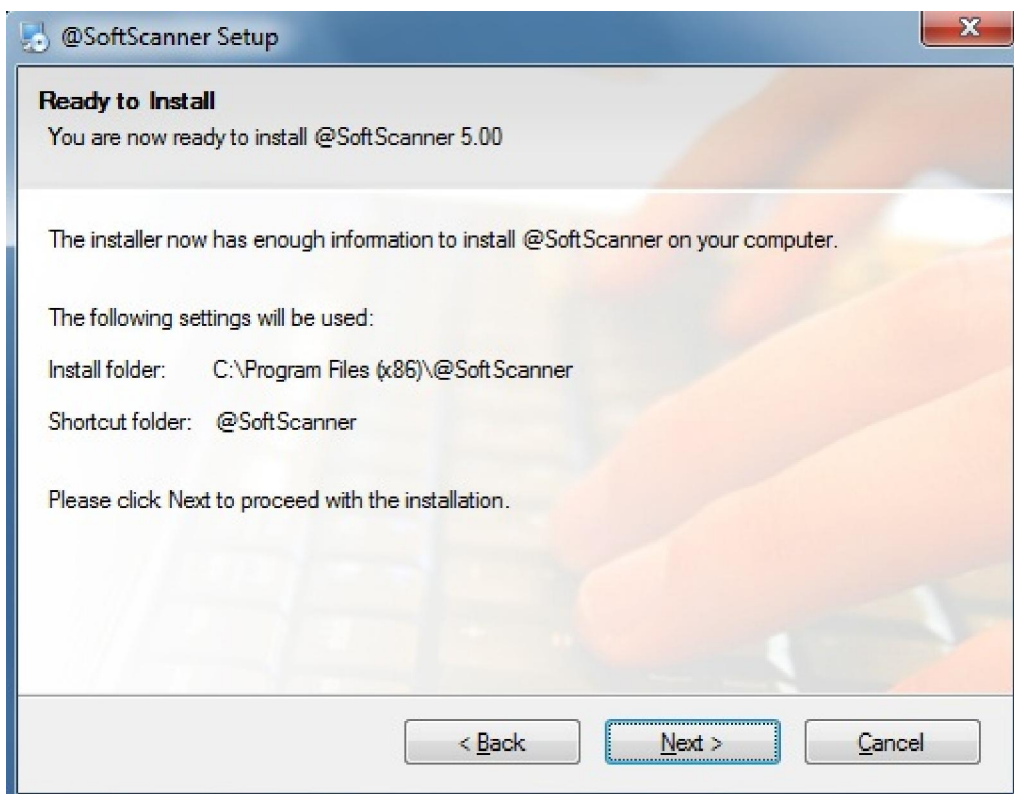 @SoftScanner Setup
Ready to Install
You are now ready to install @SoftScanner 5.00
The installer now has enough information to install @SoftScanner on your computer.
The following settings will be used:
Install folder: C:\Program Files (x86)\@SoftScanner
Shortcut folder: @SoftScanner
Please click Next to proceed with the installation.
< Back Next > Cancel